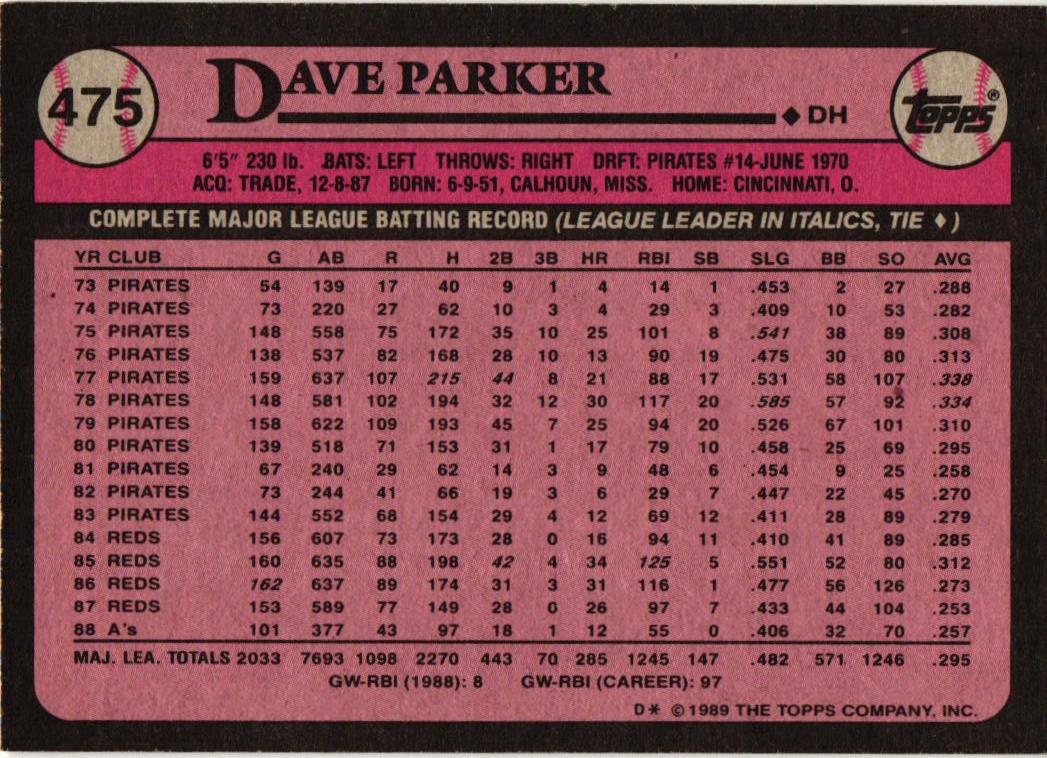 475 DAVE PARKER ◆ DH topps®
6'5" 230 lb. BATS: LEFT THROWS: RIGHT DRFT: PIRATES #14-JUNE 1970
ACQ: TRADE, 12-8-87 BORN: 6-9-51, CALHOUN, MISS. HOME: CINCINNATI, O.
COMPLETE MAJOR LEAGUE BATTING RECORD (LEAGUE LEADER IN ITALICS, TIE ♦)
YR CLUB G AB R H 2B 3B HR RBI SB SLG BB SO AVG
73 PIRATES 54 139 17 40 9 1 4 14 1 .453 2 27 .288
74 PIRATES 73 220 27 62 10 3 4 29 3 .409 10 53 .282
75 PIRATES 148 558 75 172 35 10 25 101 8 .541 38 89 .308
76 PIRATES 138 537 82 168 28 10 13 90 19 .475 30 80 .313
77 PIRATES 159 637 107 215 44 8 21 88 17 .531 58 107 .338
78 PIRATES 148 581 102 194 32 12 30 117 20 .585 57 92 .334
79 PIRATES 158 622 109 193 45 7 25 94 20 .526 67 101 .310
80 PIRATES 139 518 71 153 31 1 17 79 10 .458 25 69 .295
81 PIRATES 67 240 29 62 14 3 9 48 6 .454 9 25 .258
82 PIRATES 73 244 41 66 19 3 6 29 7 .447 22 45 .270
83 PIRATES 144 552 68 154 29 4 12 69 12 .411 28 89 .279
84 REDS 156 607 73 173 28 0 16 94 11 .410 41 89 .285
85 REDS 160 635 88 198 42 4 34 125 5 .551 52 80 .312
86 REDS 162 637 89 174 31 3 31 116 1 .477 56 126 .273
87 REDS 153 589 77 149 28 0 26 97 7 .433 44 104 .253
88 A's 101 377 43 97 18 1 12 55 0 .406 32 70 .257
MAJ. LEA. TOTALS 2033 7693 1098 2270 443 70 285 1245 147 .482 571 1246 .295
GW-RBI (1988): 8 GW-RBI (CAREER): 97
D* © 1989 THE TOPPS COMPANY, INC.